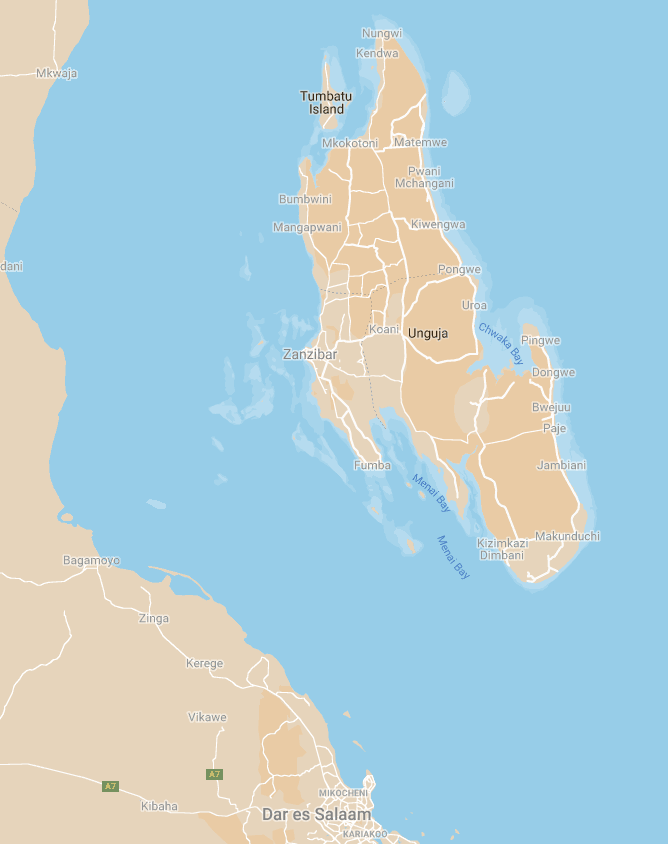 Nungwi
Kendwa
Mkwaja
Tumbatu
Island
Mkokotoni
Matemwe
Pwani
Mchangani
Bumbwini
Mangapwani
Kiwengwa
dani
Pongwe
Uroa
Koani
Unguja
Chwaka Bay
Pingwe
Zanzibar
Dongwe
Bwejuu
Paje
Fumba
Jambiani
Menai Bay
Makunduchi
Kizimkazi
Dimbani
Menai Bay
Bagamoyo
Zinga
Kerege
Vikawe
A7
A7
MIKOCHENI
Kibaha
Dar es Salaam
KARIAKOO